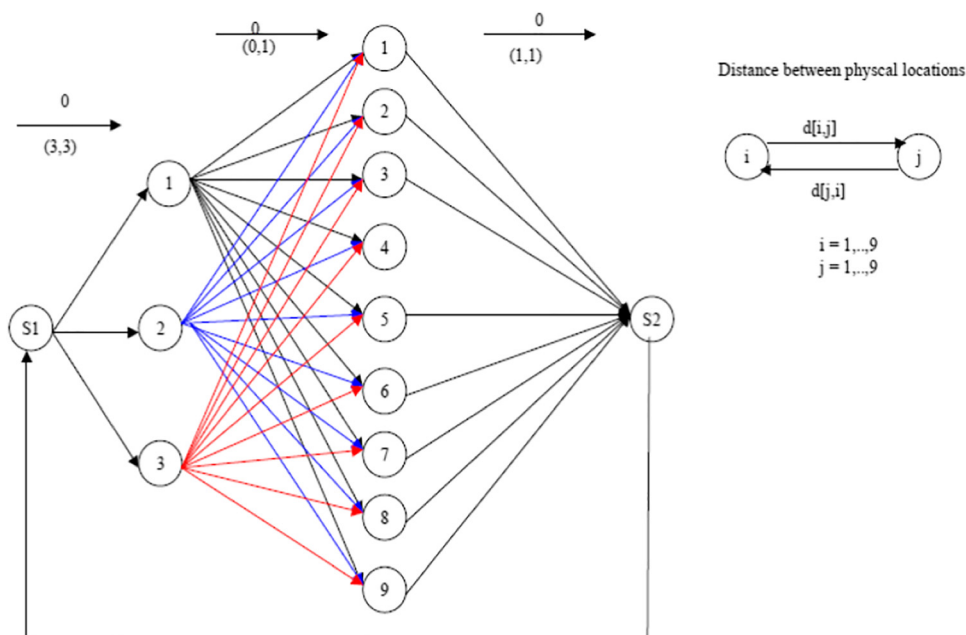 0
(0,1)
0
(1,1)
0
(3,3)
Distance between physcal locations
d[i,j]
i
j
d[j,i]
i = 1,..,9
j = 1,..,9
S1
1
2
3
1
2
3
4
5
6
7
8
9
S2